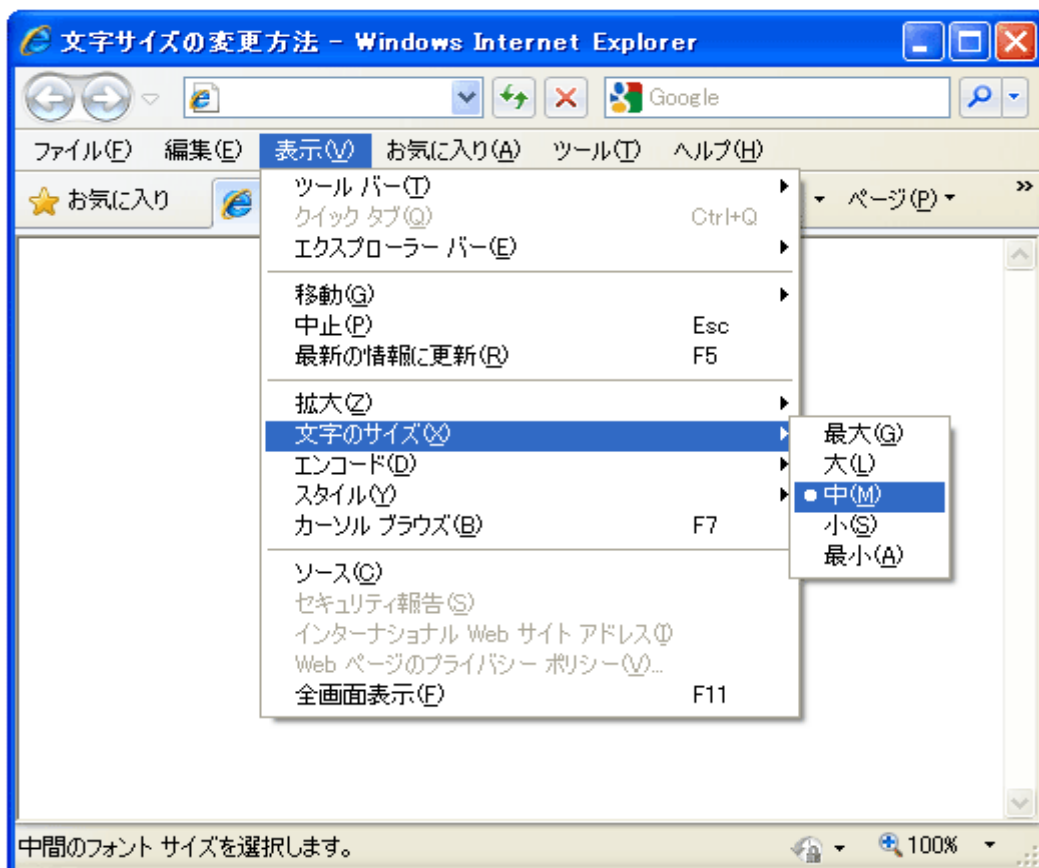 文字サイズの変更方法 - Windows Internet Explorer
Google
ファイル(F) 編集(E) 表示(V) お気に入り(A) ツール(T) ヘルプ(H)
お気に入り ページ(P)
ツール バー(T)
クイック タブ(Q) Ctrl+Q
エクスプローラー バー(E)
移動(G)
中止(P) Esc
最新の情報に更新(R) F5
拡大(Z)
文字のサイズ(X)
エンコード(D)
スタイル(Y)
カーソル ブラウズ(B) F7
ソース(C)
セキュリティ報告(S)
インターナショナル Web サイト アドレス(I)
Web ページのプライバシー ポリシー(V)...
全画面表示(F) F11
最大(G)
大(L)
中(M)
小(S)
最小(A)
中間のフォント サイズを選択します。 100%